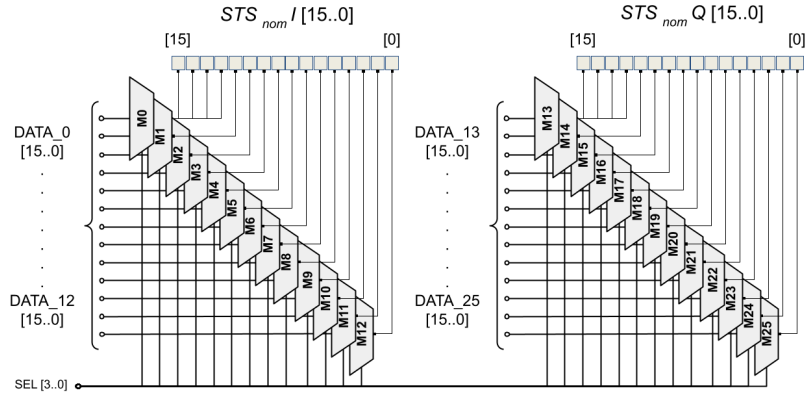 STS nom I [15..0]
STS nom Q [15..0]
[15]
[0]
[15]
[0]
M0
M1
M2
M3
M4
M5
M6
M7
M8
M9
M10
M11
M12
M13
M14
M15
M16
M17
M18
M19
M20
M21
M22
M23
M24
M25
DATA_0
[15..0]
.
.
.
.
.
.
DATA_12
[15..0]
DATA_13
[15..0]
.
.
.
.
.
.
DATA_25
[15..0]
SEL [3..0]